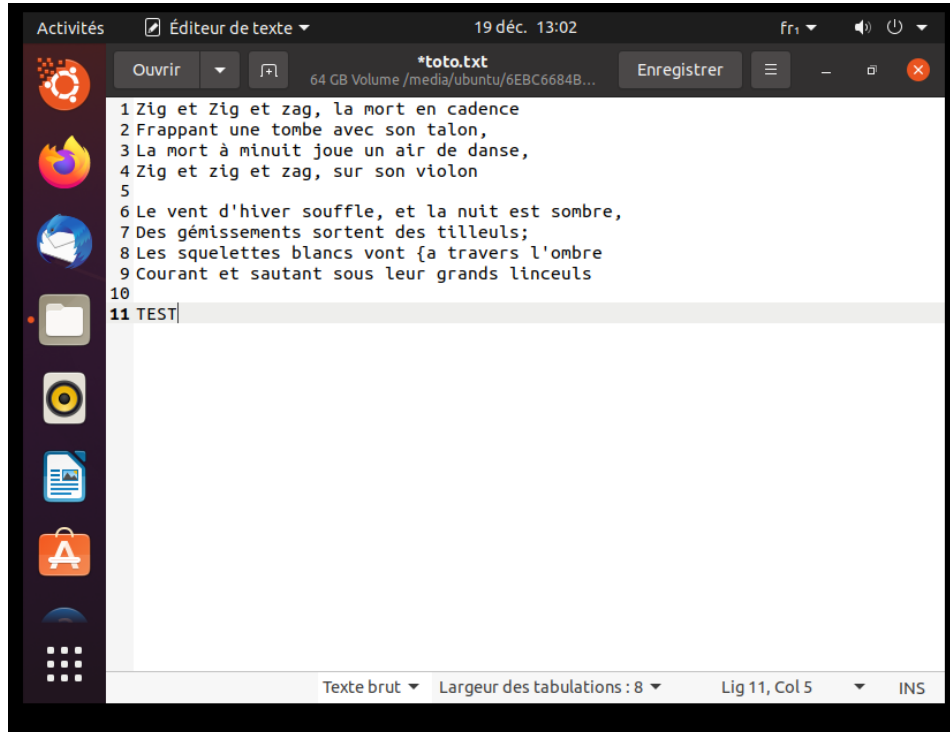 Activités Éditeur de texte 19 déc. 13:02 fr₁
Ouvrir *toto.txt Enregistrer
64 GB Volume /media/ubuntu/6EBC6684B...
1 Zig et Zig et zag, la mort en cadence
2 Frappant une tombe avec son talon,
3 La mort à minuit joue un air de danse,
4 Zig et zig et zag, sur son violon
5
6 Le vent d'hiver souffle, et la nuit est sombre,
7 Des gémissements sortent des tilleuls;
8 Les squelettes blancs vont {a travers l'ombre
9 Courant et sautant sous leur grands linceuls
10
11 TEST
Texte brut Largeur des tabulations : 8 Lig 11, Col 5 INS